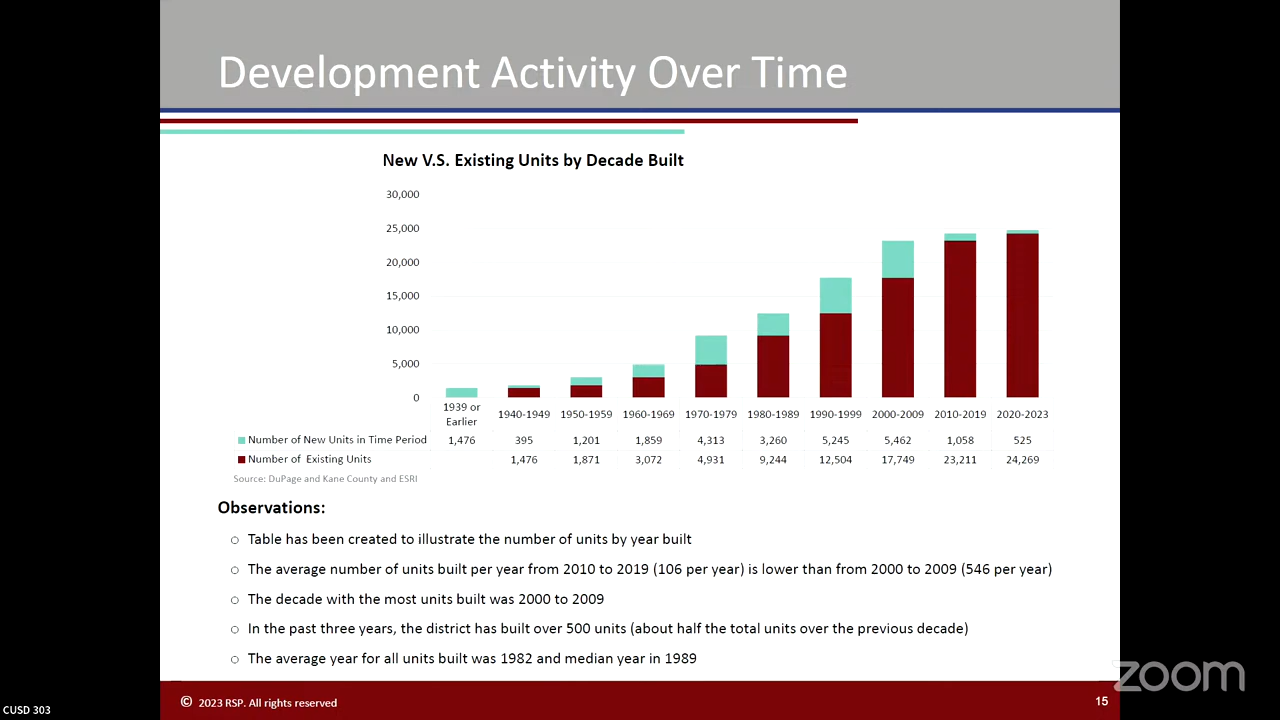 Development Activity Over Time
New V.S. Existing Units by Decade Built
30,000
25,000
20,000
15,000
10,000
5,000
0
1939 or Earlier 1940-1949 1950-1959 1960-1969 1970-1979 1980-1989 1990-1999 2000-2009 2010-2019 2020-2023
Number of New Units in Time Period 1,476 395 1,201 1,859 4,313 3,260 5,245 5,462 1,058 525
Number of Existing Units 1,476 1,871 3,072 4,931 9,244 12,504 17,749 23,211 24,269
Source: DuPage and Kane County and ESRI
Observations:
○ Table has been created to illustrate the number of units by year built
○ The average number of units built per year from 2010 to 2019 (106 per year) is lower than from 2000 to 2009 (546 per year)
○ The decade with the most units built was 2000 to 2009
○ In the past three years, the district has built over 500 units (about half the total units over the previous decade)
○ The average year for all units built was 1982 and median year in 1989
zoom
© 2023 RSP. All rights reserved 15
CUSD 303